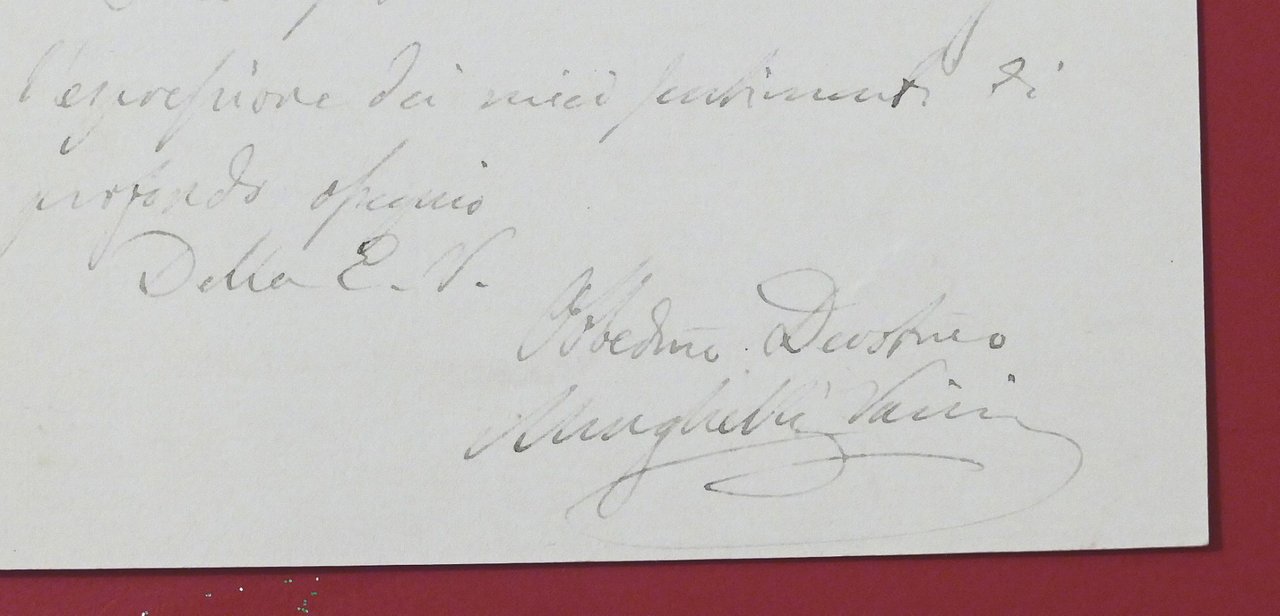 l'espressione dei miei sentimenti di
profondo ossequio
Della E. V.
Obbedmo Devotmo